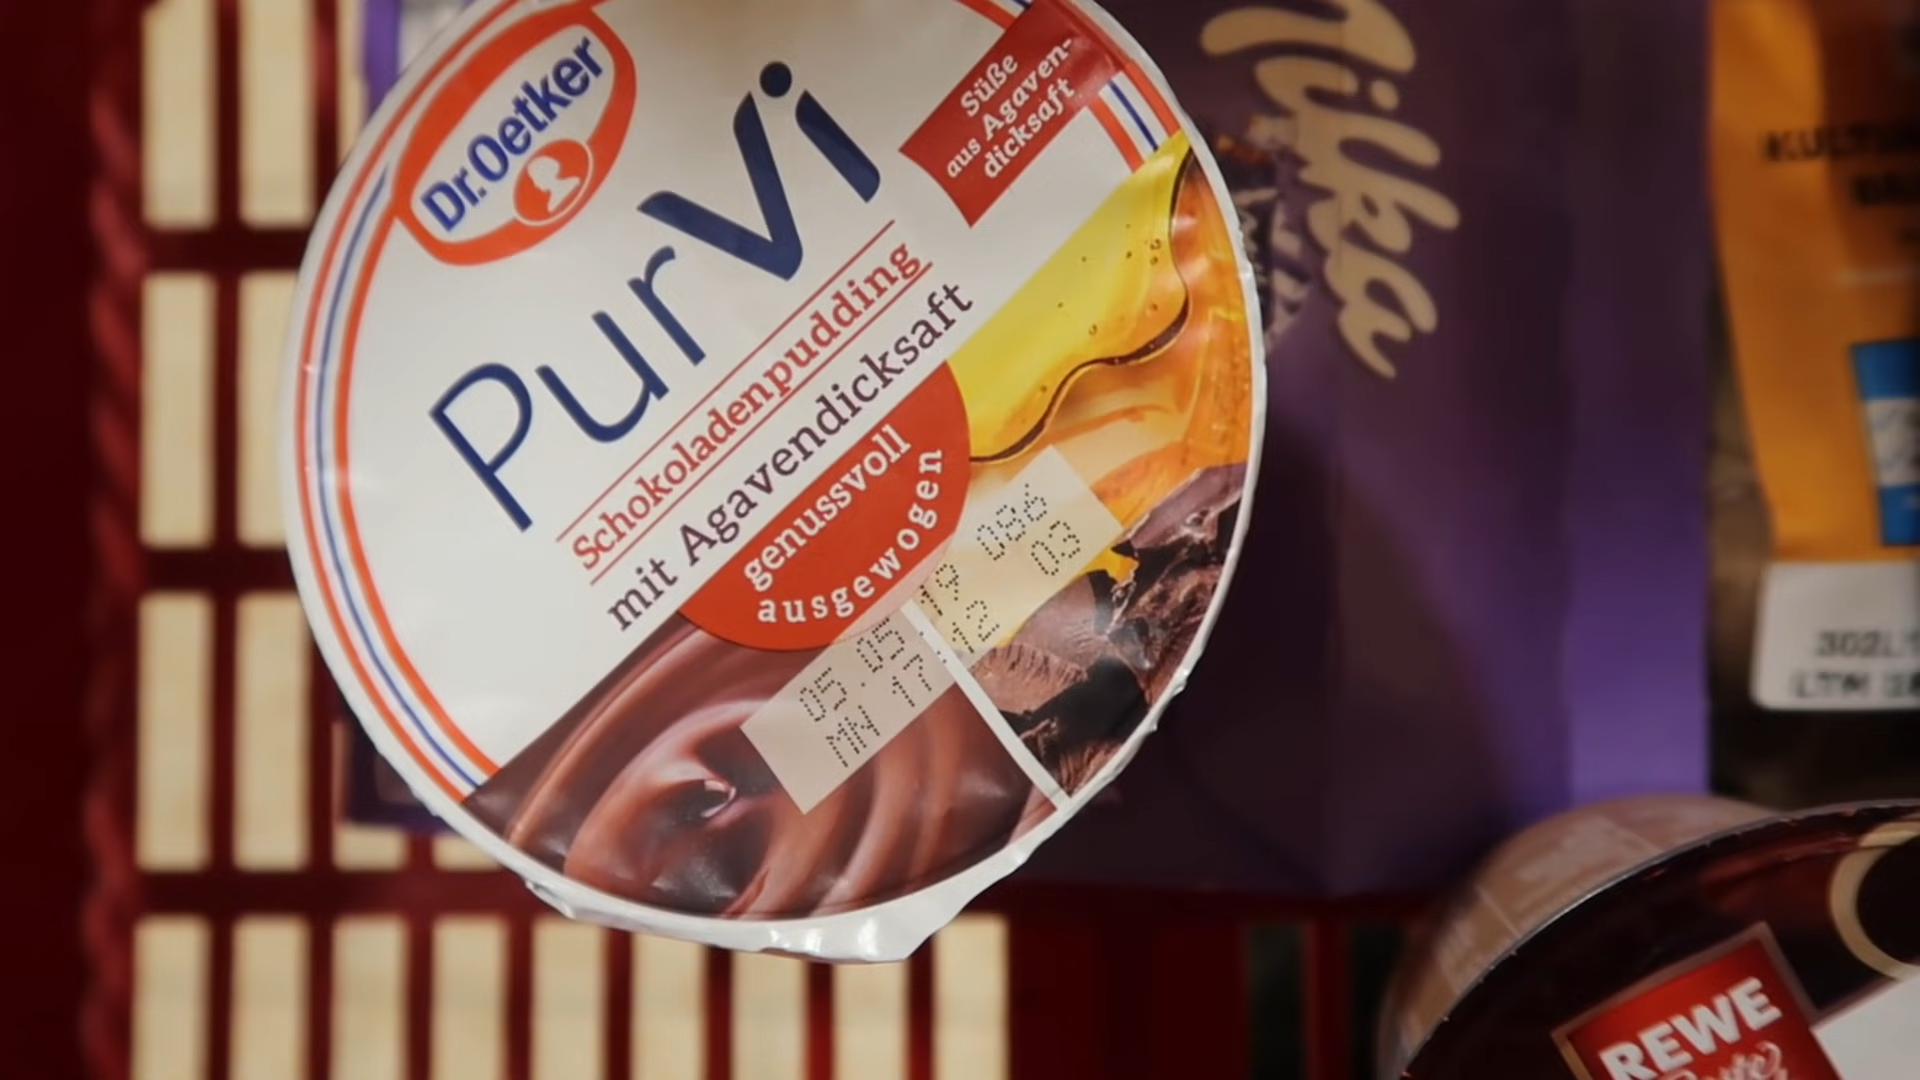 Dr.Oetker
PurVi
Süße
aus Agaven-
dicksaft
Schokoladenpudding
mit Agavendicksaft
genussvoll
ausgewogen
05.05.19 086
MN 17:12 03
Milka
REWE